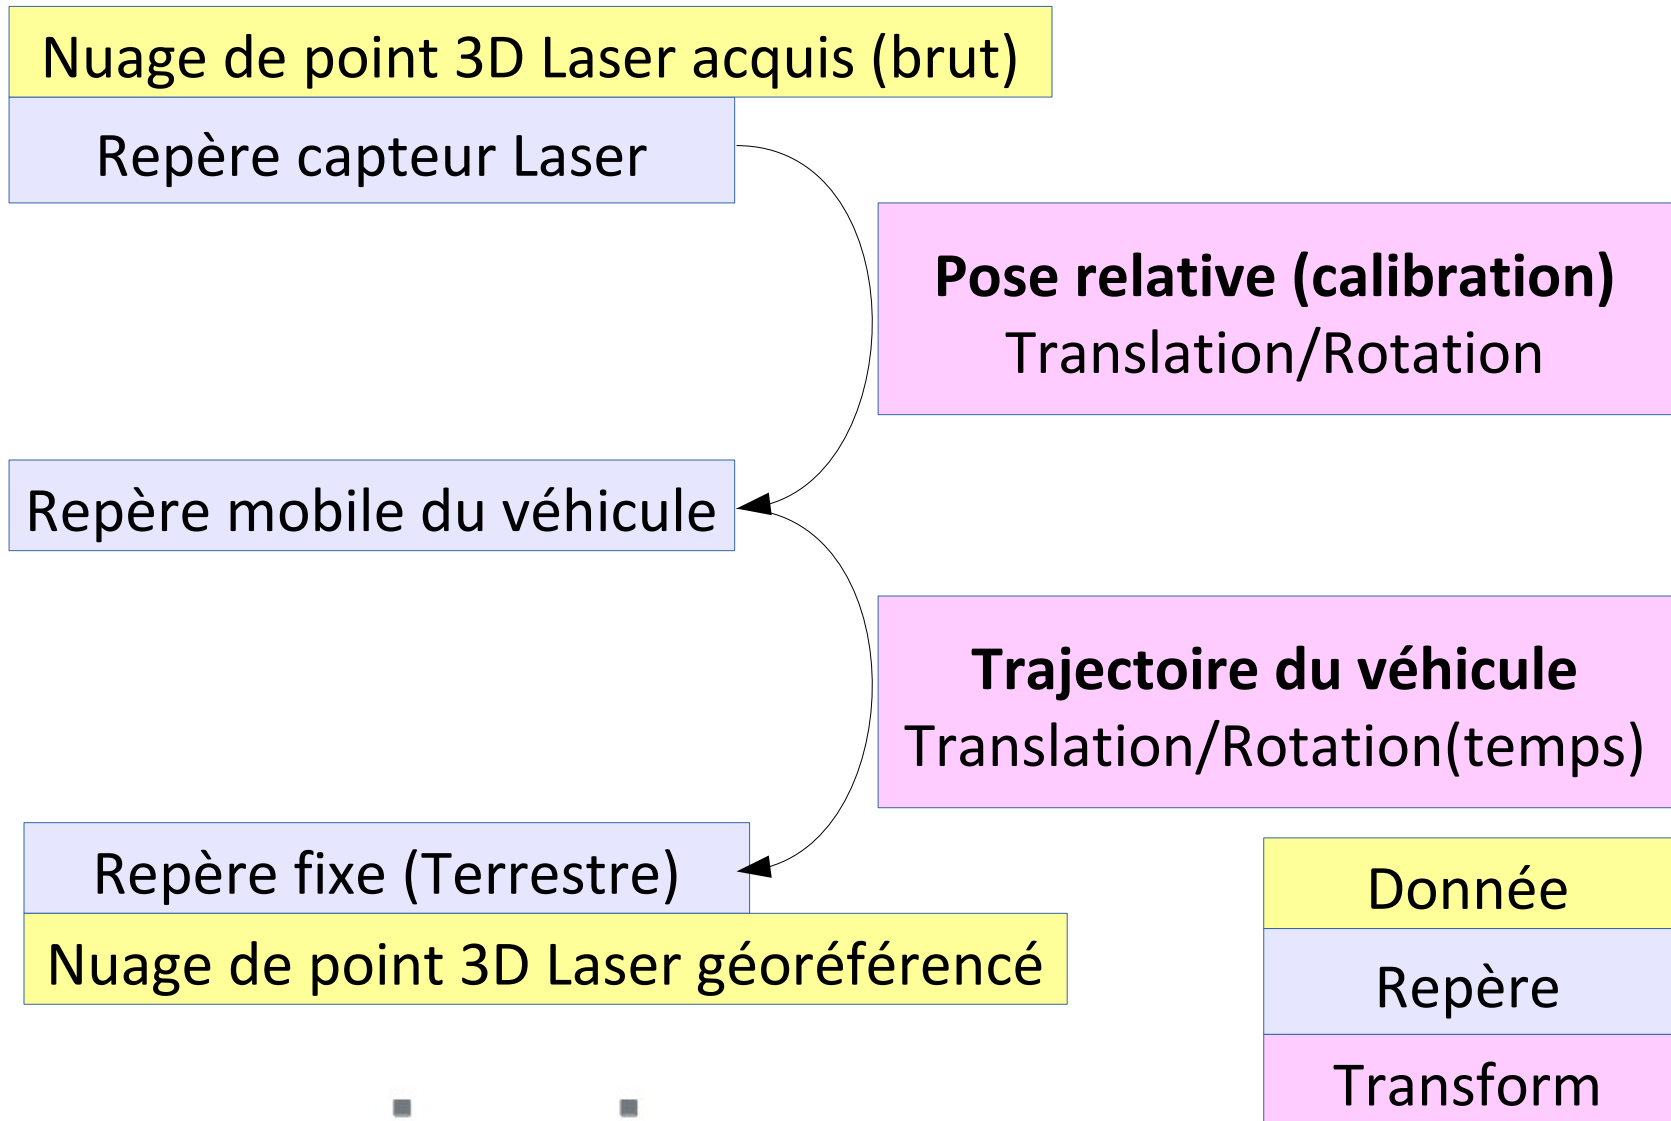 Nuage de point 3D Laser acquis (brut)
Repère capteur Laser
Pose relative (calibration)
Translation/Rotation
Repère mobile du véhicule
Trajectoire du véhicule
Translation/Rotation(temps)
Repère fixe (Terrestre)
Nuage de point 3D Laser géoréférencé
Donnée
Repère
Transform